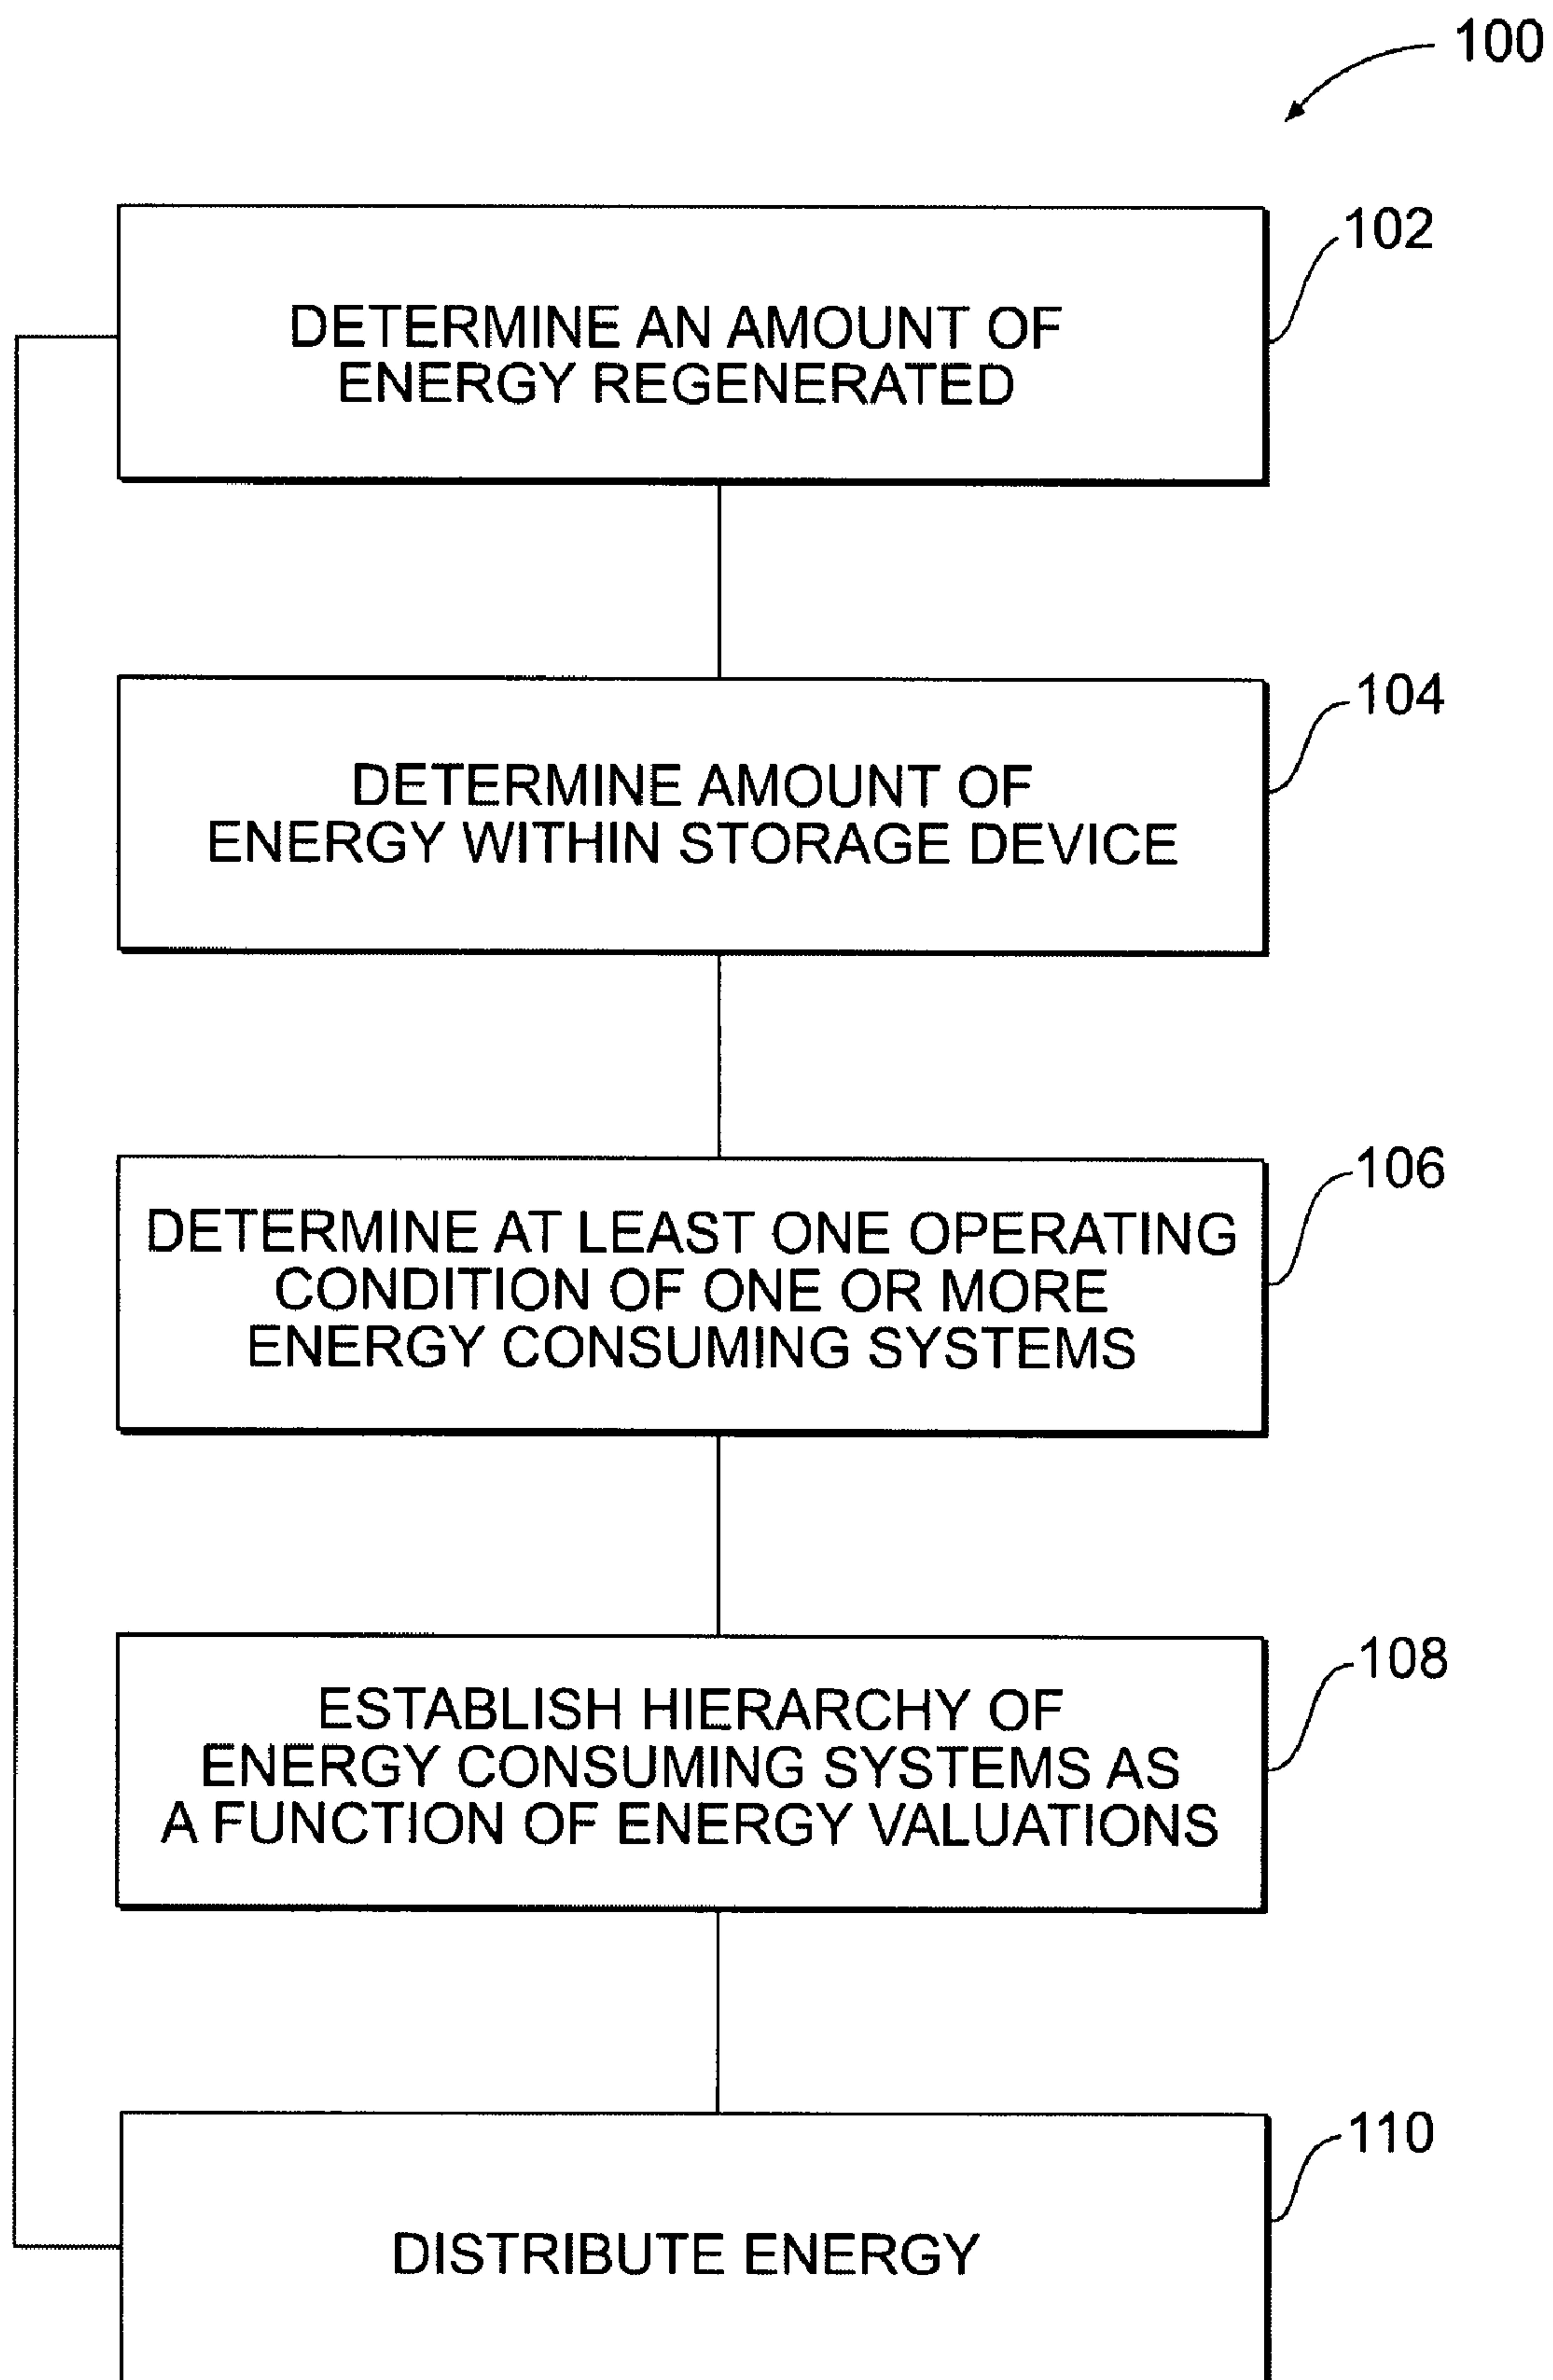 100
102
DETERMINE AN AMOUNT OF
ENERGY REGENERATED
104
DETERMINE AMOUNT OF
ENERGY WITHIN STORAGE DEVICE
106
DETERMINE AT LEAST ONE OPERATING
CONDITION OF ONE OR MORE
ENERGY CONSUMING SYSTEMS
108
ESTABLISH HIERARCHY OF
ENERGY CONSUMING SYSTEMS AS
A FUNCTION OF ENERGY VALUATIONS
110
DISTRIBUTE ENERGY